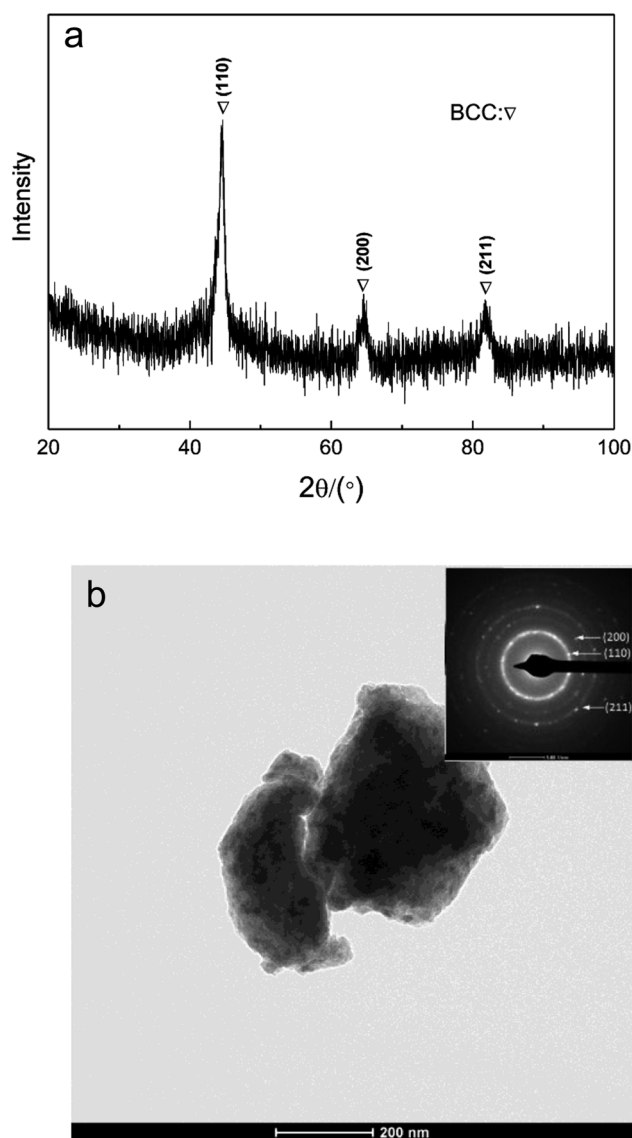 a
(110)
BCC:▽
▽
Intensity
(200)
▽
(211)
▽
20
40
60
80
100
2θ/(°)
b
(200)
(110)
(211)
200 nm